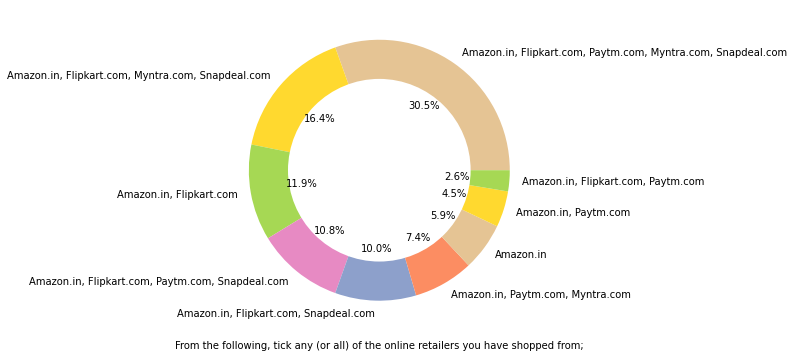 Amazon.in, Flipkart.com, Paytm.com, Myntra.com, Snapdeal.com
30.5%
Amazon.in, Flipkart.com, Myntra.com, Snapdeal.com
16.4%
Amazon.in, Flipkart.com
11.9%
Amazon.in, Flipkart.com, Paytm.com, Snapdeal.com
10.8%
Amazon.in, Flipkart.com, Snapdeal.com
10.0%
Amazon.in, Paytm.com, Myntra.com
7.4%
Amazon.in
5.9%
Amazon.in, Paytm.com
4.5%
Amazon.in, Flipkart.com, Paytm.com
2.6%
From the following, tick any (or all) of the online retailers you have shopped from;